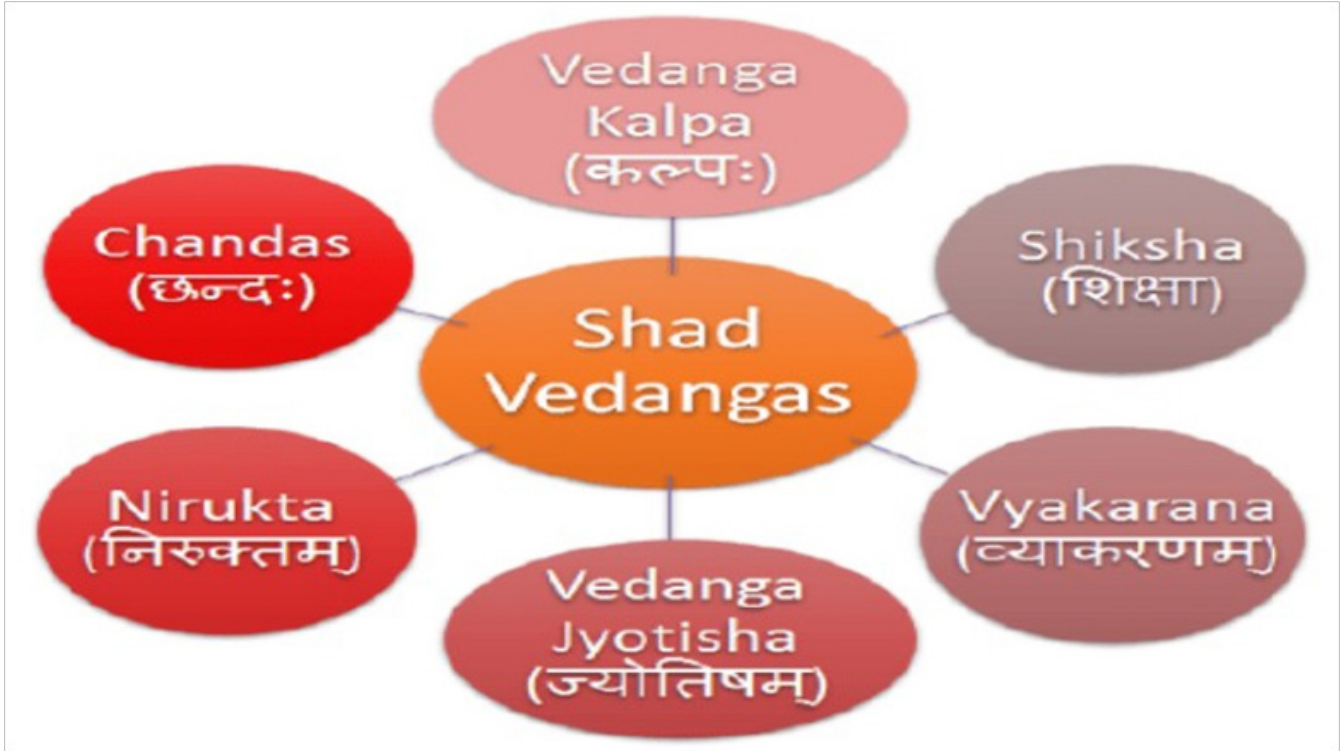 Vedanga
Kalpa
(कल्पः)
Chandas
(छन्दः)
Shiksha
(शिक्षा)
Shad
Vedangas
Nirukta
(निरुक्तम्)
Vyakarana
(व्याकरणम्)
Vedanga
Jyotisha
(ज्योतिषम्)